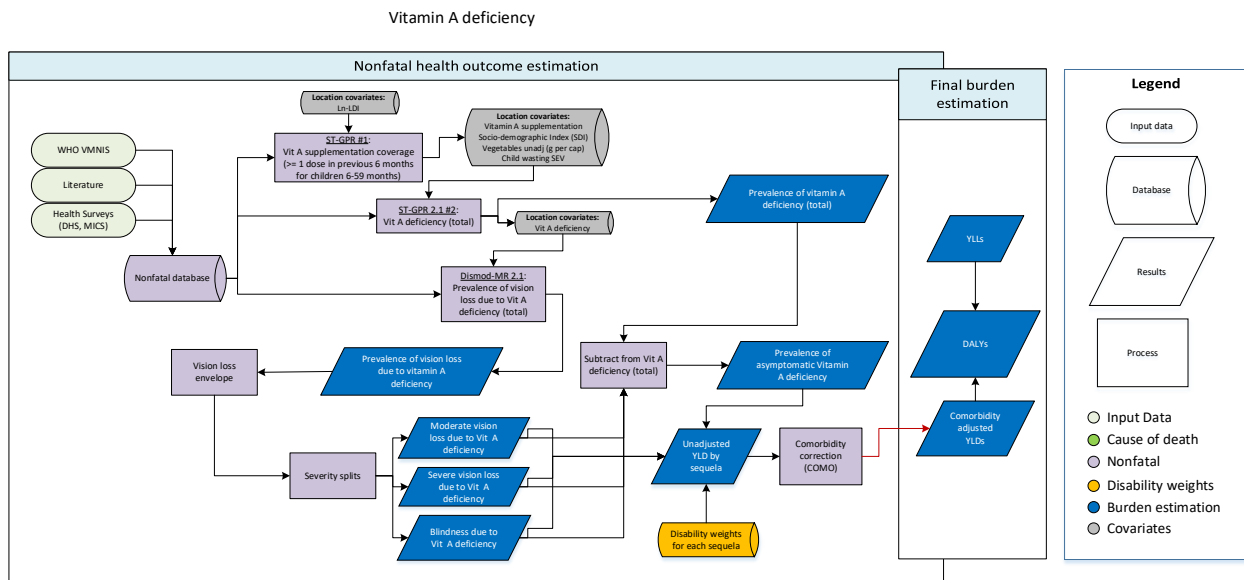 Vitamin A deficiency
Nonfatal health outcome estimation
Final burden
estimation
Legend
Location covariates:
Ln-LDI
Location covariates:
Vitamin A supplementation
Socio-demographic Index (SDI)
Vegetables unadj (g per cap)
Child wasting SEV
ST-GPR #1:
Vit A supplementation coverage
(>= 1 dose in previous 6 months
for children 6-59 months)
WHO VMNIS
Literature
Health Surveys
(DHS, MICS)
Nonfatal database
ST-GPR 2.1 #2:
Vit A deficiency (total)
Location covariates:
Vit A deficiency
Prevalence of vitamin A
deficiency (total)
Dismod-MR 2.1:
Prevalence of vision
loss due to Vit A
deficiency (total)
Vision loss
envelope
Prevalence of vision loss
due to vitamin A
deficiency
Subtract from Vit A
deficiency (total)
Prevalence of
asymptomatic Vitamin
A deficiency
Severity splits
Moderate vision
loss due to Vit A
deficiency
Severe vision loss
due to Vit A
deficiency
Blindness due to
Vit A deficiency
Unadjusted
YLD by
sequela
Comorbidity
correction
(COMO)
Disability weights
for each sequela
YLLs
DALYs
Comorbidity
adjusted
YLDs
Input data
Database
Results
Process
Input Data
Cause of death
Nonfatal
Disability weights
Burden estimation
Covariates